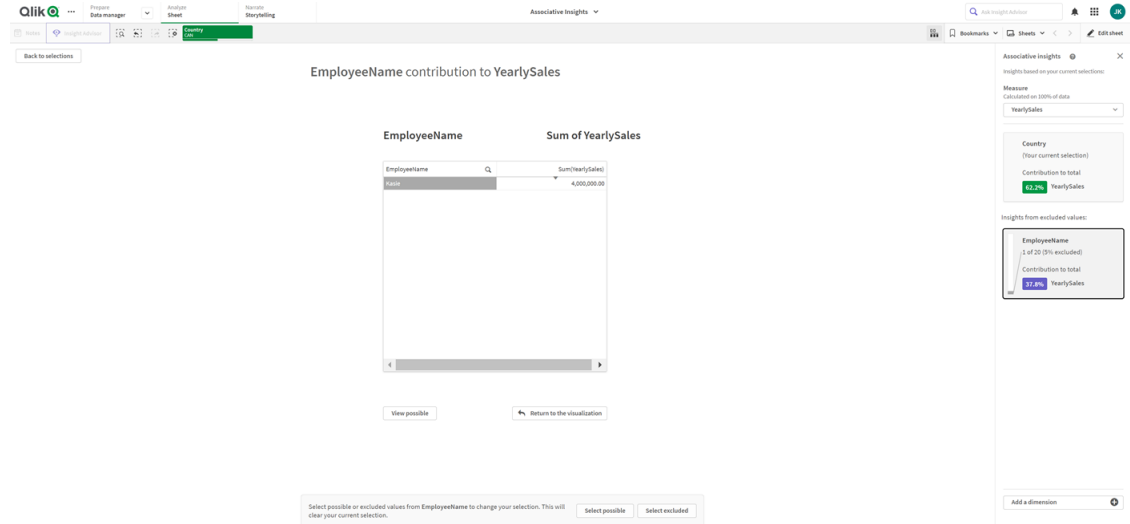 Qlik
Prepare
Data manager
Analyze
Sheet
Narrate
Storytelling
Associative Insights
Ask Insight Advisor
JK
Notes
Insight Advisor
Country
CAN
Bookmarks
Sheets
Edit sheet
Back to selections
EmployeeName contribution to YearlySales
EmployeeName
Sum of YearlySales
EmployeeName
Sum(YearlySales)
Kasie
4,000,000.00
View possible
Return to the visualization
Select possible or excluded values from EmployeeName to change your selection. This will
clear your current selection.
Select possible
Select excluded
Associative insights
Insights based on your current selections:
Measure
Calculated on 100% of data
YearlySales
Country
(Your current selection)
Contribution to total
62.2% YearlySales
Insights from excluded values:
EmployeeName
1 of 20 (5% excluded)
Contribution to total
37.8% YearlySales
Add a dimension